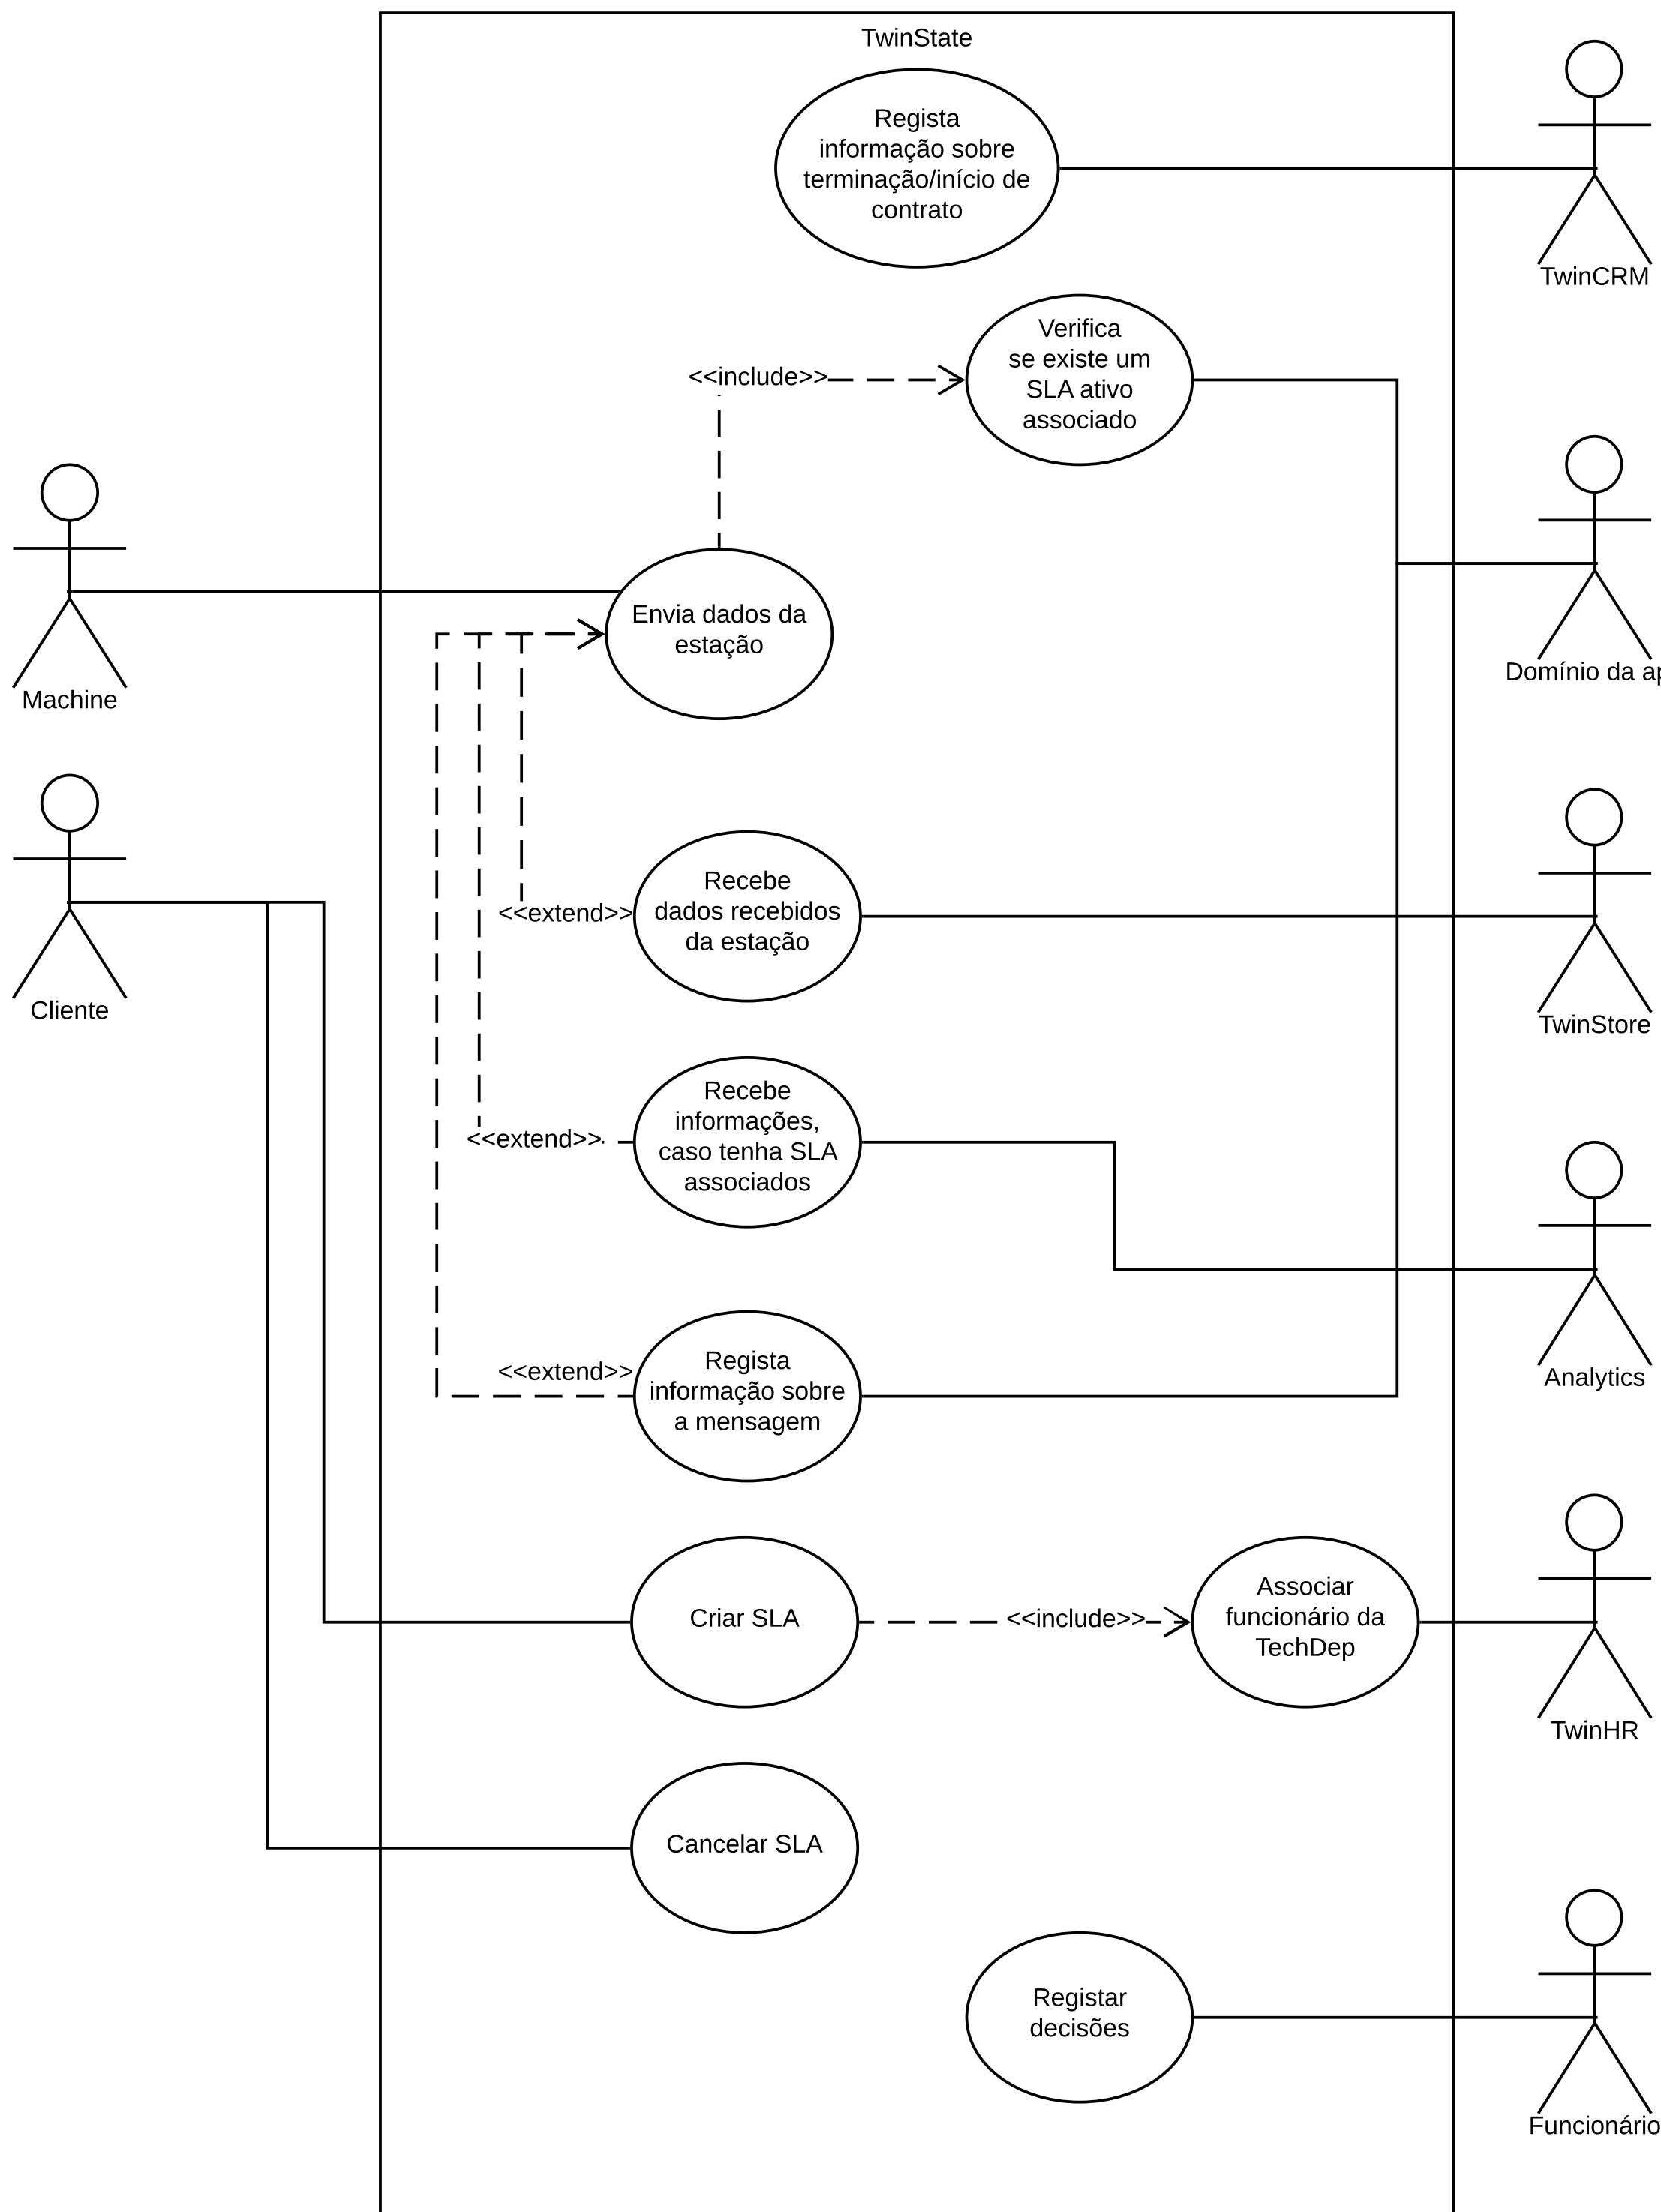 TwinState
Regista
informação sobre
terminação/início de
contrato
TwinCRM
Verifica
se existe um
SLA ativo
associado
<<include>>
Envia dados da
estação
Machine
Domínio da
Recebe
dados recebidos
da estação
<<extend>>
Cliente
TwinStore
Recebe
informações,
caso tenha SLA
associados
<<extend>>
Regista
informação sobre
a mensagem
<<extend>>
Analytics
Criar SLA
<<include>>
Associar
funcionário da
TechDep
TwinHR
Cancelar SLA
Registar
decisões
Funcionário